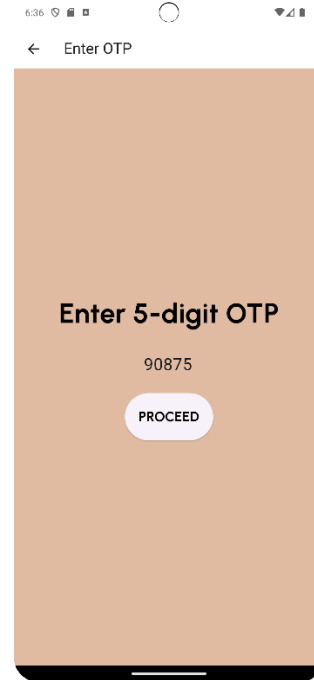 6:36
Enter OTP
Enter 5-digit OTP
90875
PROCEED